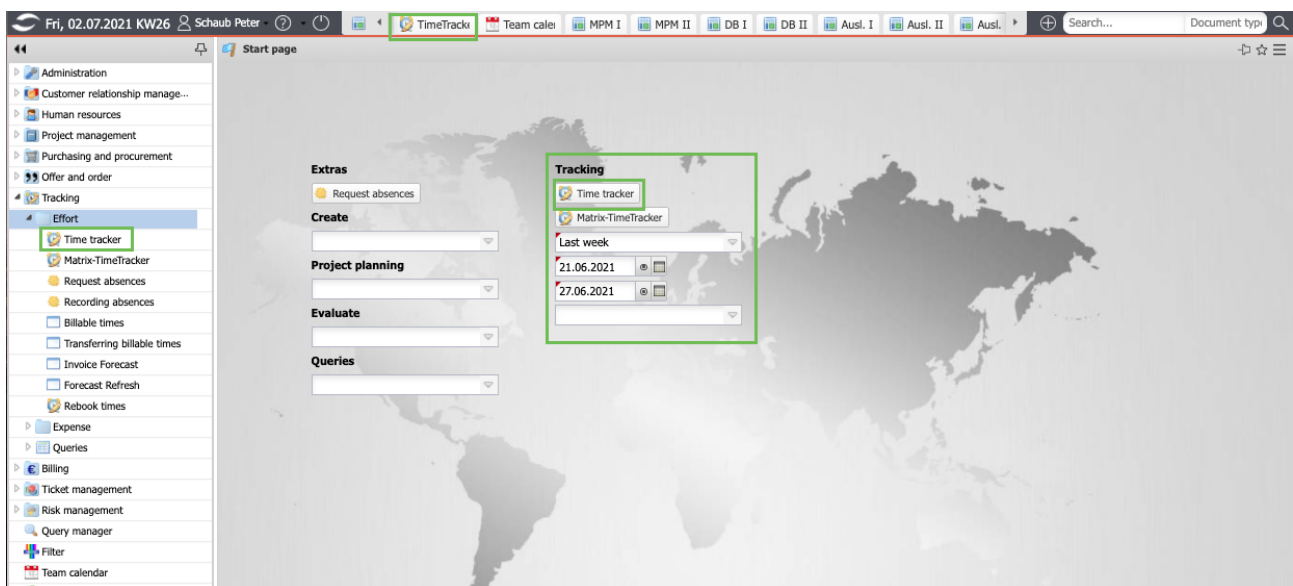 Fri, 02.07.2021 KW26 Schaub Peter
TimeTracke Team caler MPM I MPM II DB I DB II Ausl. I Ausl. II Ausl. Search... Document type
Start page
Administration
Customer relationship manage...
Human resources
Project management
Purchasing and procurement
Offer and order
Tracking
Effort
Time tracker
Matrix-TimeTracker
Request absences
Recording absences
Billable times
Transferring billable times
Invoice Forecast
Forecast Refresh
Rebook times
Expense
Queries
Billing
Ticket management
Risk management
Query manager
Filter
Team calendar
Extras
Request absences
Create
Project planning
Evaluate
Queries
Tracking
Time tracker
Matrix-TimeTracker
Last week
21.06.2021
27.06.2021